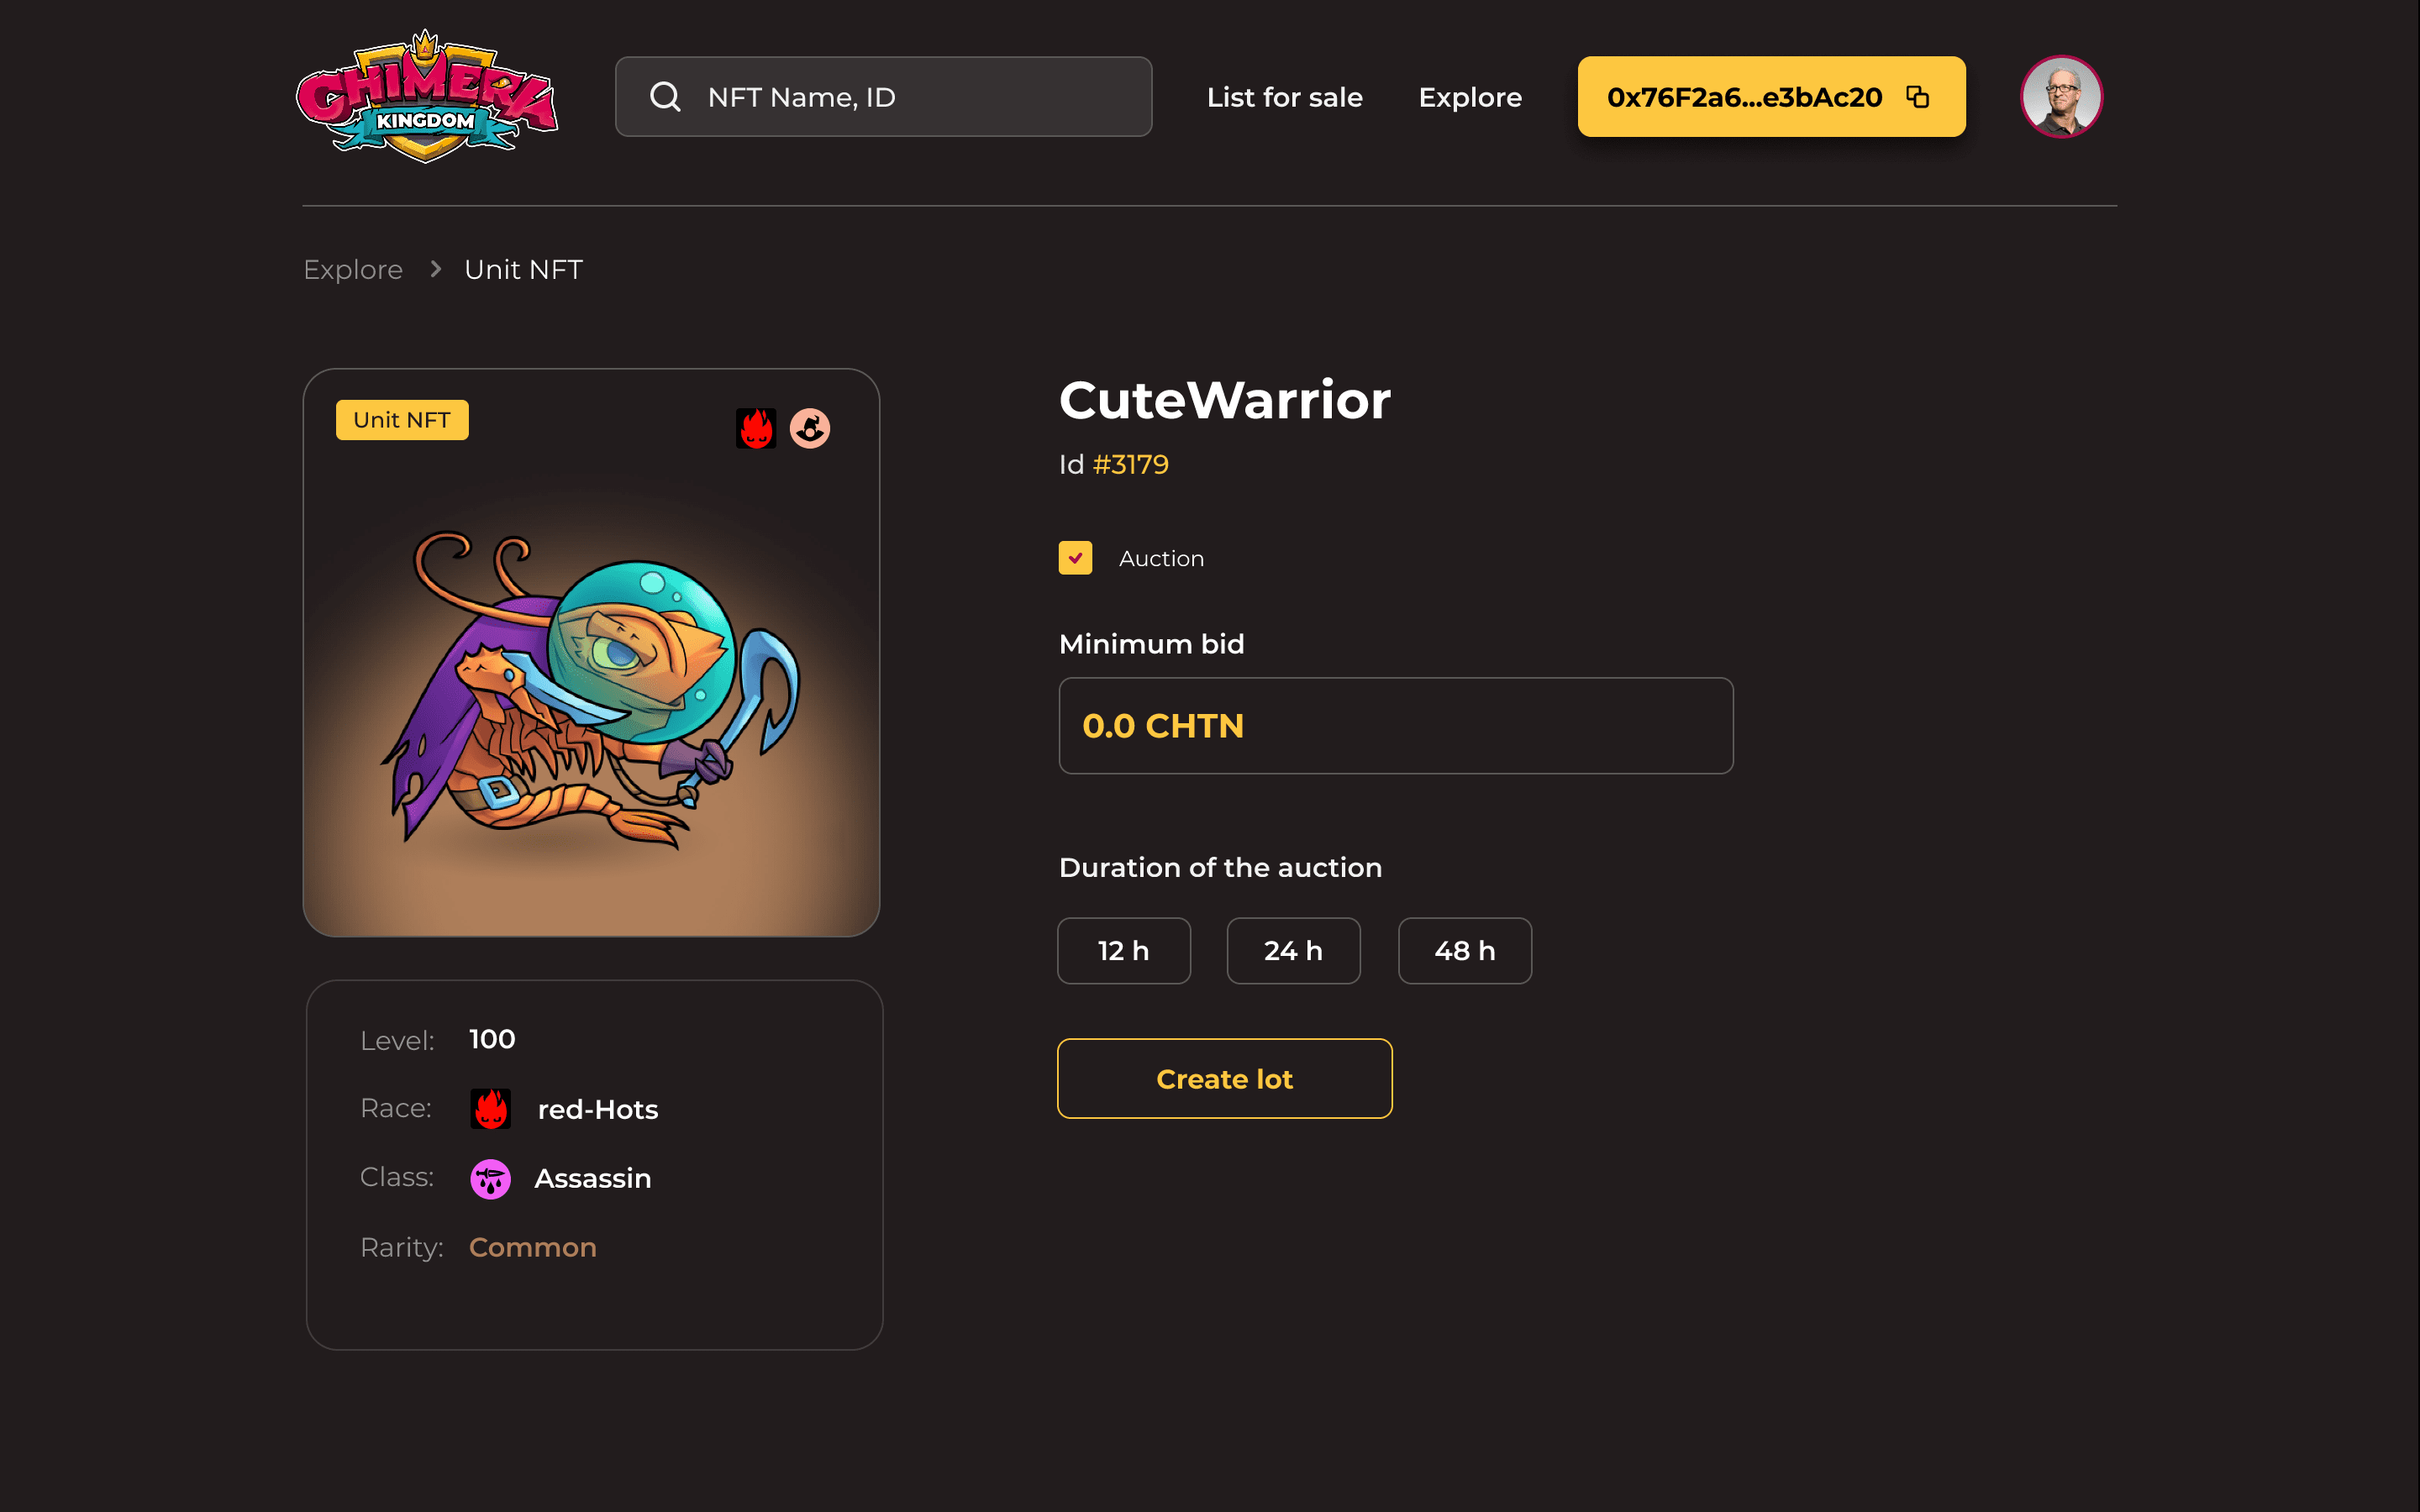 CHIMERA
KINGDOM
NFT Name, ID
List for sale
Explore
0x76F2a6...e3bAc20
Explore > Unit NFT
Unit NFT
CuteWarrior
Id #3179
Auction
Minimum bid
0.0 CHTN
Duration of the auction
12 h
24 h
48 h
Create lot
Level: 100
Race: red-Hots
Class: Assassin
Rarity: Common